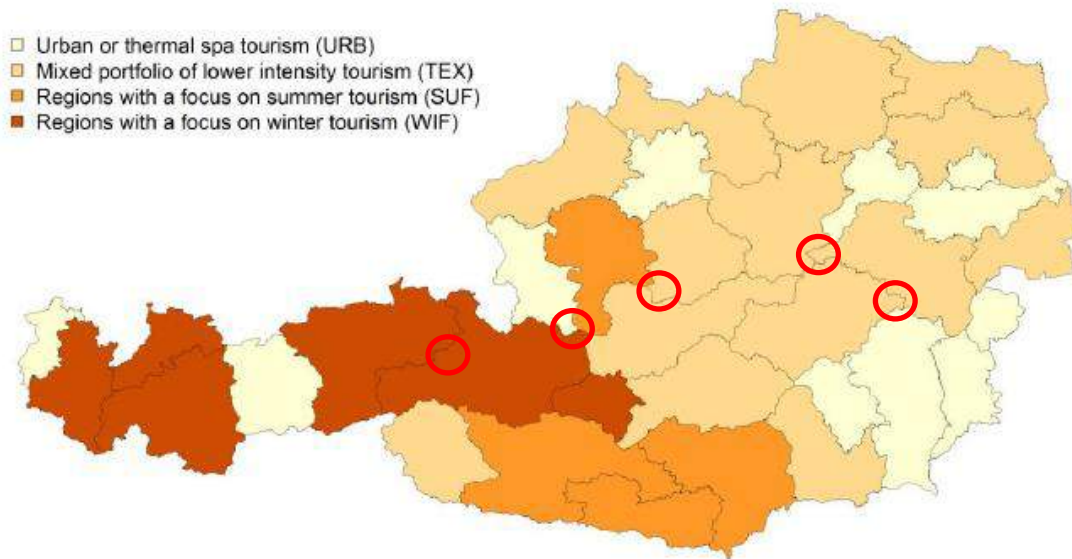 Urban or thermal spa tourism (URB)
Mixed portfolio of lower intensity tourism (TEX)
Regions with a focus on summer tourism (SUF)
Regions with a focus on winter tourism (WIF)